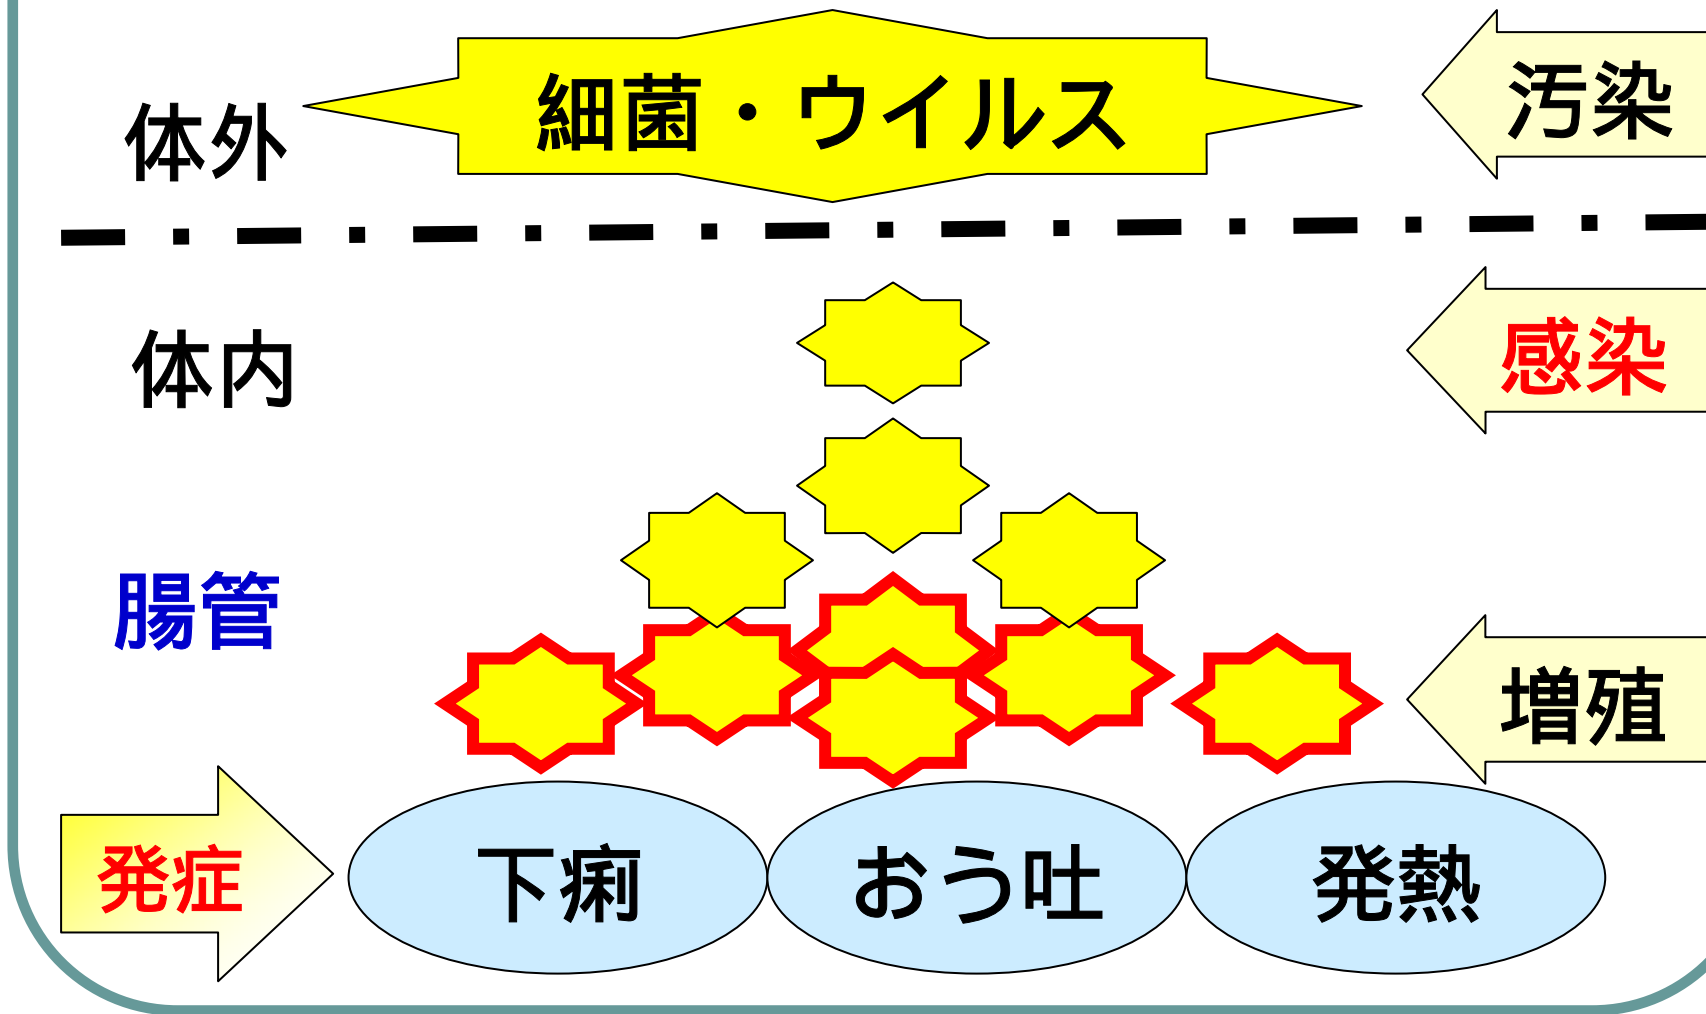 細菌・ウイルス
汚染
体外
体内
感染
腸管
増殖
発症
下痢
おう吐
発熱